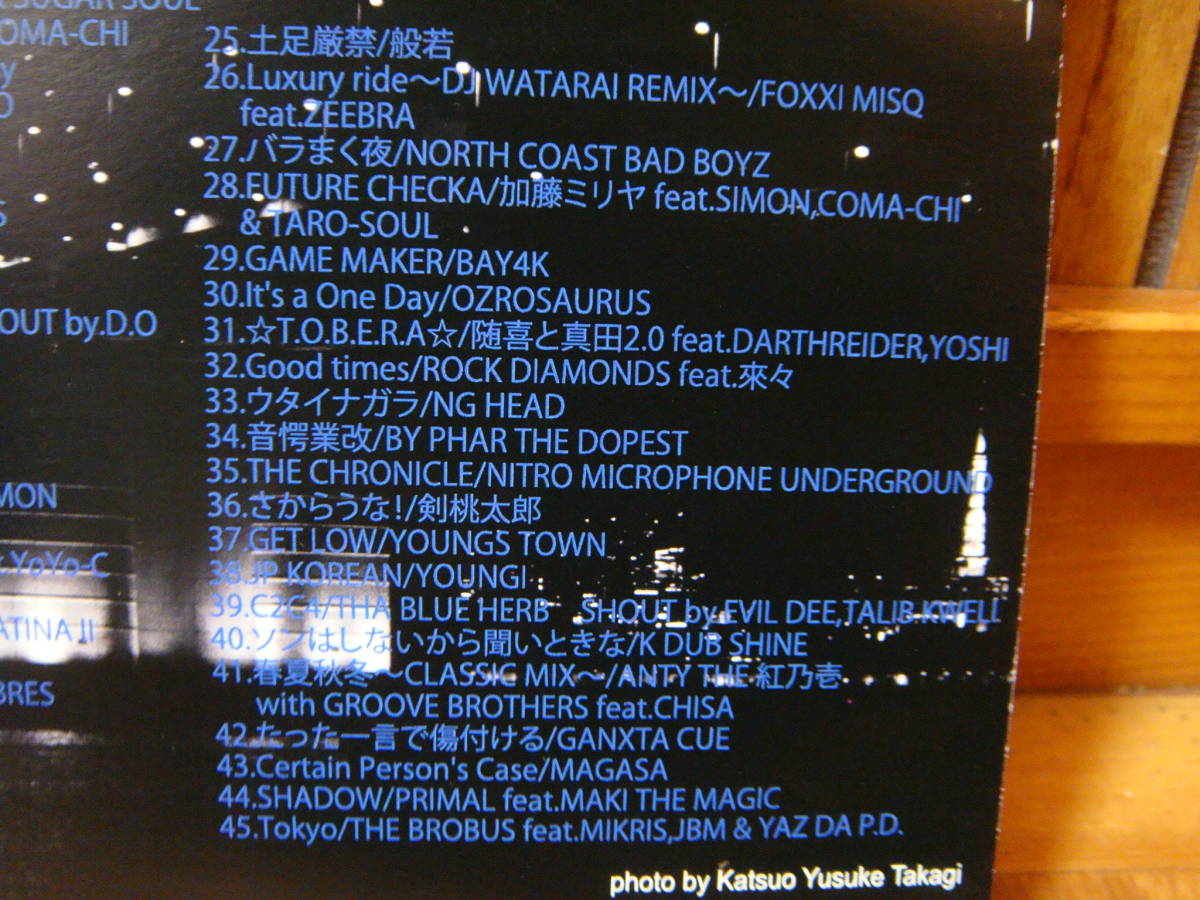 SUGAR SOUL
OMA-CHI
y
O
S
OUT by.D.O
MON
.YoYo-C
ATINA II
BRES
25.土足厳禁/般若
26.Luxury ride～DJ WATARAI REMIX～/FOXXI MISQ
feat.ZEEBRA
27.バラまく夜/NORTH COAST BAD BOYZ
28.FUTURE CHECKA/加藤ミリヤ feat.SIMON,COMA-CHI
& TARO-SOUL
29.GAME MAKER/BAY4K
30.It's a One Day/OZROSAURUS
31.☆T.O.B.E.R.A☆/随喜と真田2.0 feat.DARTHREIDER,YOSHI
32.Good times/ROCK DIAMONDS feat.來々
33.ウタイナガラ/NG HEAD
34.音愕業改/BY PHAR THE DOPEST
35.THE CHRONICLE/NITRO MICROPHONE UNDERGROUND
36.さからうな!/剣桃太郎
37.GET LOW/YOUNGS TOWN
38.JP KOREAN/YOUNGI
39.C2C4/THA BLUE HERB SHOUT by.EVIL DEE,TALIB KWELL
40.ソンはしないから聞いときな/K DUB SHINE
41.春夏秋冬～CLASSIC MIX～/ANTY THE 紅乃壱
with GROOVE BROTHERS feat.CHISA
42.たった一言で傷付ける/GANXTA CUE
43.Certain Person's Case/MAGASA
44.SHADOW/PRIMAL feat.MAKI THE MAGIC
45.Tokyo/THE BROBUS feat.MIKRIS,JBM & YAZ DA P.D.
photo by Katsuo Yusuke Takagi